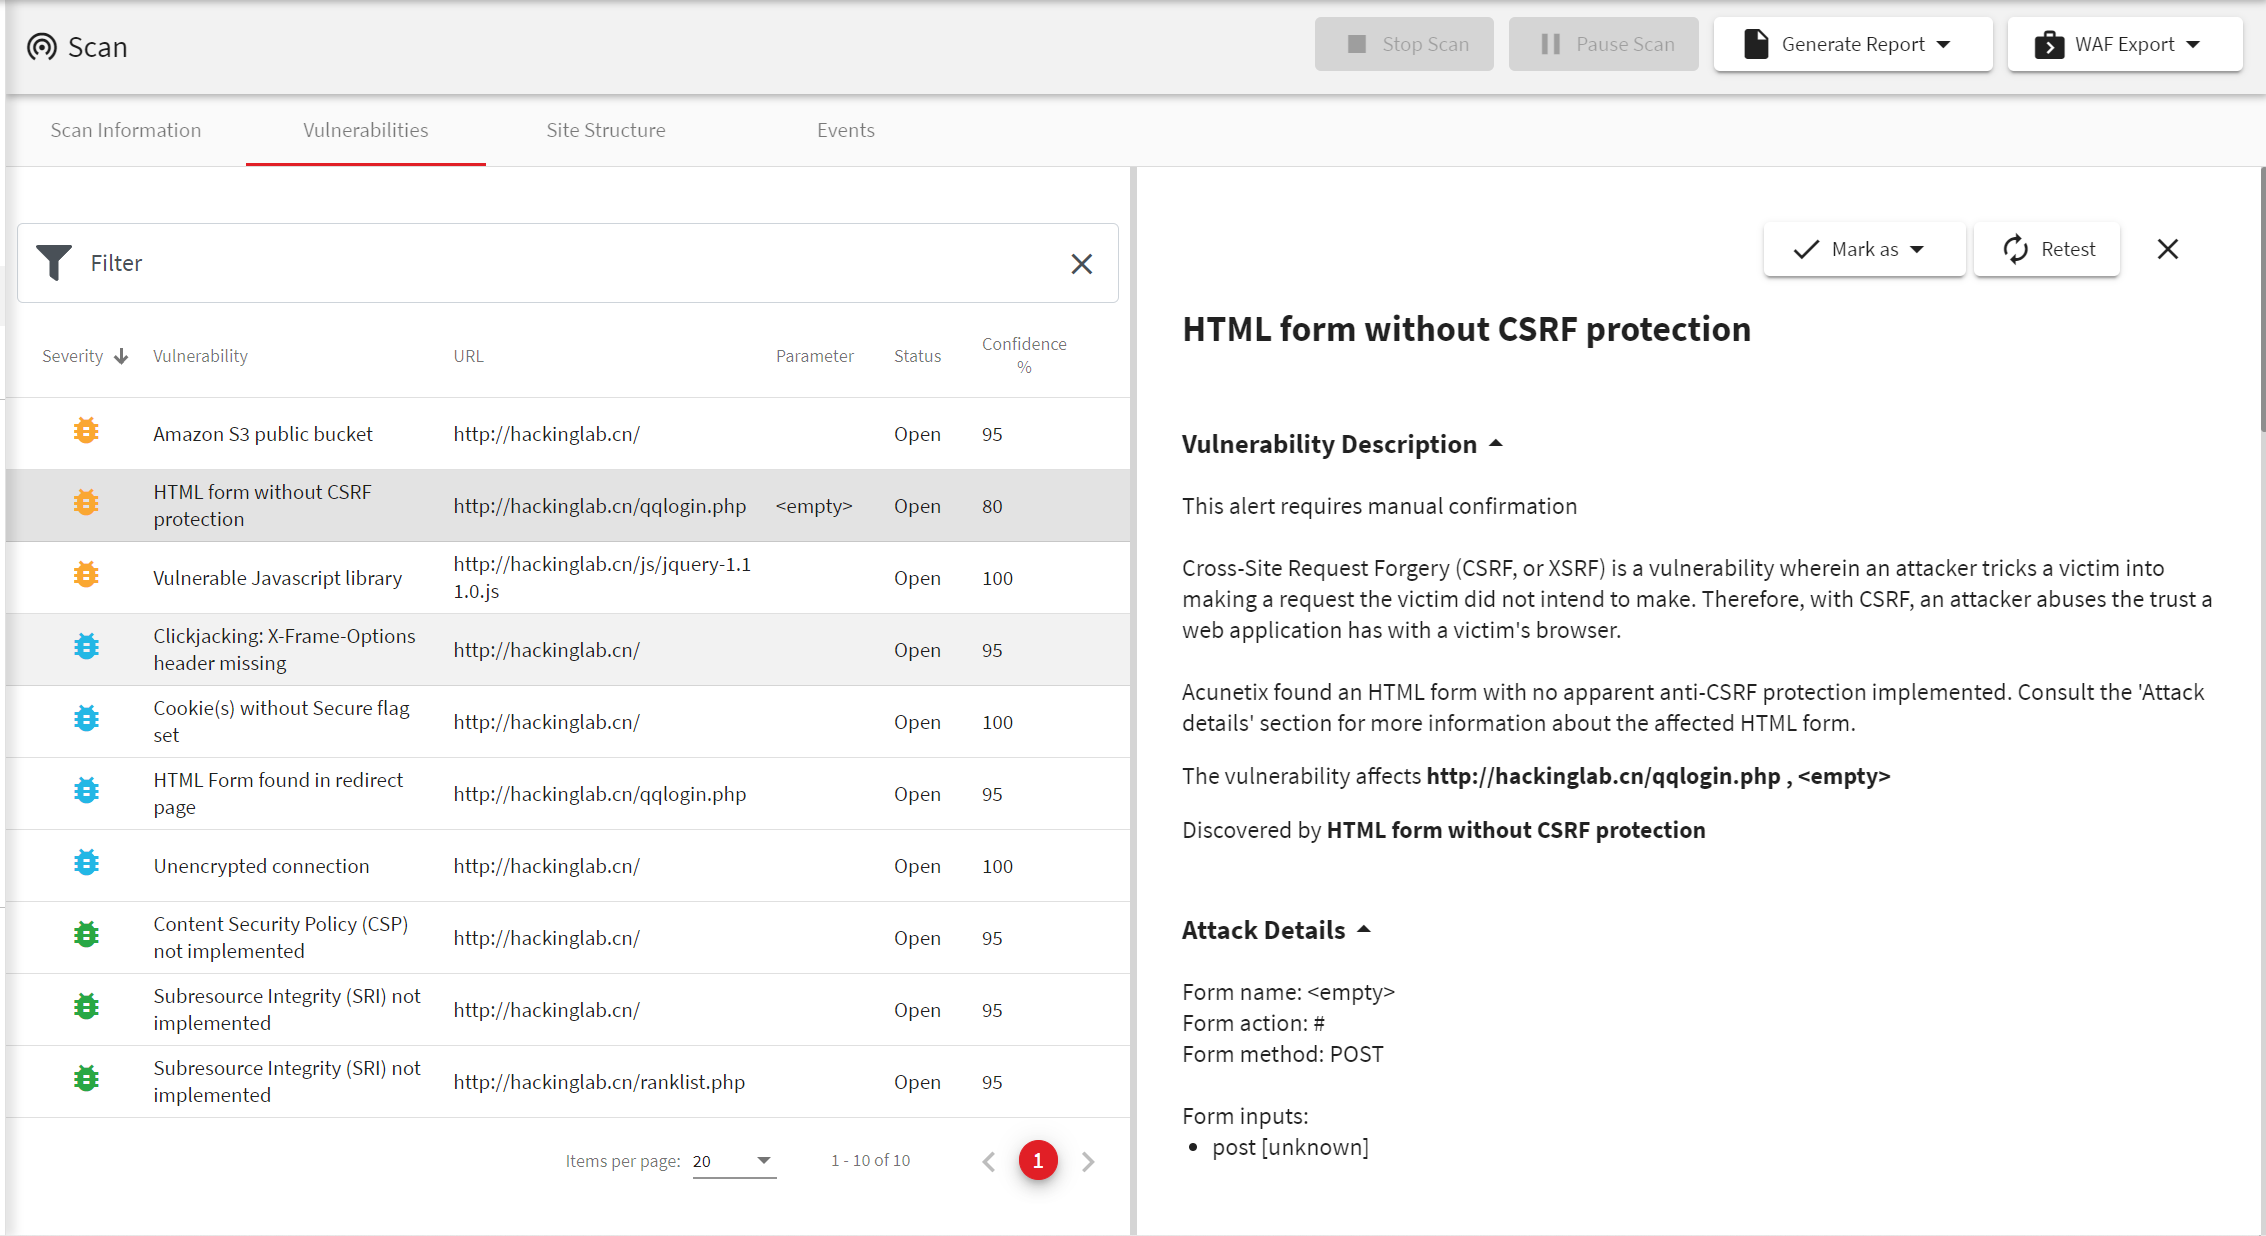 Scan
Stop Scan
Pause Scan
Generate Report
WAF Export
Scan Information
Vulnerabilities
Site Structure
Events
Filter
Severity
Vulnerability
URL
Parameter
Status
Confidence
%
Amazon S3 public bucket
http://hackinglab.cn/
Open
95
HTML form without CSRF
protection
http://hackinglab.cn/qqlogin.php
<empty>
Open
80
Vulnerable Javascript library
http://hackinglab.cn/js/jquery-1.1
1.0.js
Open
100
Clickjacking: X-Frame-Options
header missing
http://hackinglab.cn/
Open
95
Cookie(s) without Secure flag
set
http://hackinglab.cn/
Open
100
HTML Form found in redirect
page
http://hackinglab.cn/qqlogin.php
Open
95
Unencrypted connection
http://hackinglab.cn/
Open
100
Content Security Policy (CSP)
not implemented
http://hackinglab.cn/
Open
95
Subresource Integrity (SRI) not
implemented
http://hackinglab.cn/
Open
95
Subresource Integrity (SRI) not
implemented
http://hackinglab.cn/ranklist.php
Open
95
Items per page:
20
1 - 10 of 10
1
Mark as
Retest
HTML form without CSRF protection
Vulnerability Description
This alert requires manual confirmation
Cross-Site Request Forgery (CSRF, or XSRF) is a vulnerability wherein an attacker tricks a victim into
making a request the victim did not intend to make. Therefore, with CSRF, an attacker abuses the trust a
web application has with a victim's browser.
Acunetix found an HTML form with no apparent anti-CSRF protection implemented. Consult the 'Attack
details' section for more information about the affected HTML form.
The vulnerability affects http://hackinglab.cn/qqlogin.php , <empty>
Discovered by HTML form without CSRF protection
Attack Details
Form name: <empty>
Form action: #
Form method: POST
Form inputs:
• post [unknown]